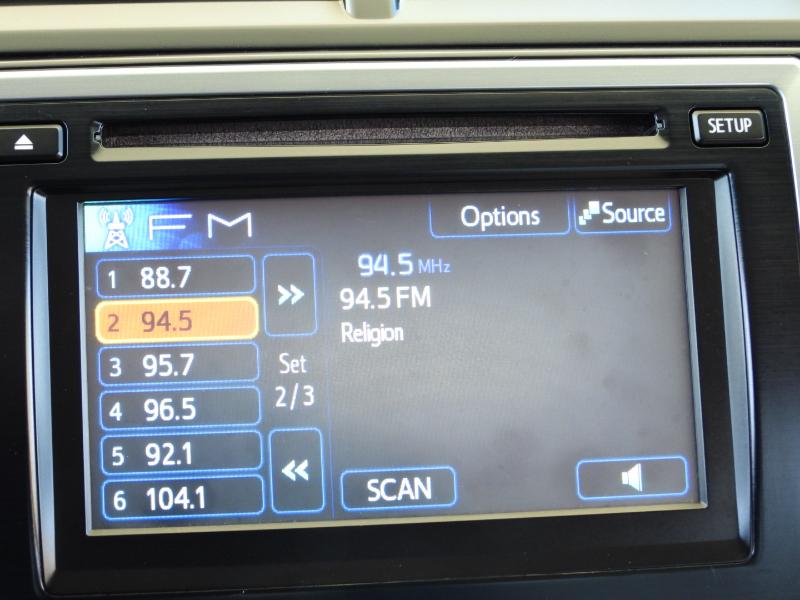 SETUP
FM
Options
Source
1 88.7
2 94.5
3 95.7
4 96.5
5 92.1
6 104.1
>>
Set
2/3
<<
94.5 MHz
94.5 FM
Religion
SCAN